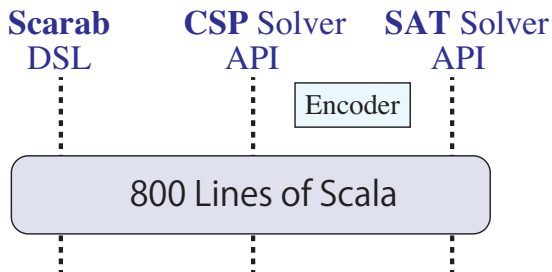 Scarab
DSL
CSP Solver
API
SAT Solver
API
Encoder
800 Lines of Scala